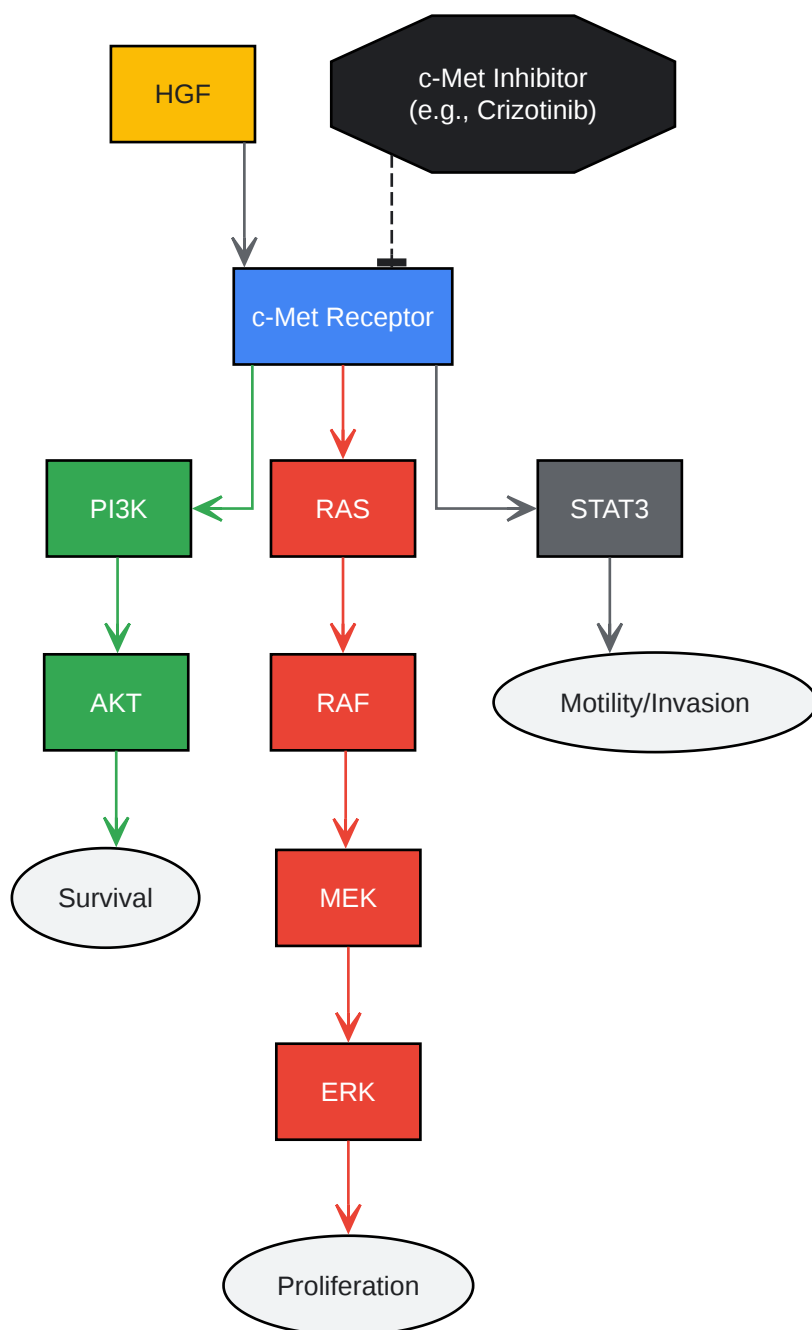 HGF
c-Met Inhibitor
(e.g., Crizotinib)
c-Met Receptor
PI3K
RAS
STAT3
AKT
RAF
Motility/Invasion
Survival
MEK
ERK
Proliferation